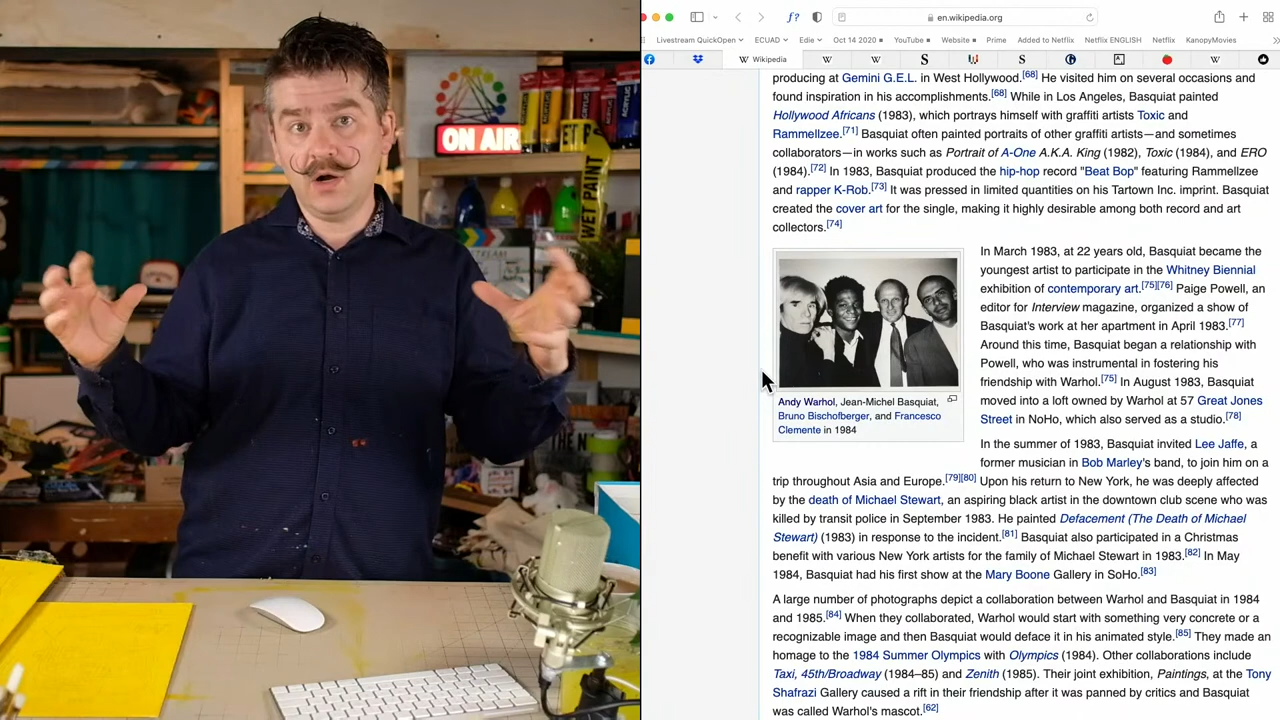 ON AIR
ACRYLIC
WET PAINT
en.wikipedia.org
Livestream QuickOpen
ECUAD
Edie
Oct 14 2020
YouTube
Website
Prime
Added to Netflix
Netflix ENGLISH
Netflix
KanopyMovies
Wikipedia
producing at Gemini G.E.L. in West Hollywood.[68] He visited him on several occasions and
found inspiration in his accomplishments.[68] While in Los Angeles, Basquiat painted
Hollywood Africans (1983), which portrays himself with graffiti artists Toxic and
Rammellzee.[71] Basquiat often painted portraits of other graffiti artists—and sometimes
collaborators—in works such as Portrait of A-One A.K.A. King (1982), Toxic (1984), and ERO
(1984).[72] In 1983, Basquiat produced the hip-hop record "Beat Bop" featuring Rammellzee
and rapper K-Rob.[73] It was pressed in limited quantities on his Tartown Inc. imprint. Basquiat
created the cover art for the single, making it highly desirable among both record and art
collectors.[74]
Andy Warhol, Jean-Michel Basquiat,
Bruno Bischofberger, and Francesco
Clemente in 1984
In March 1983, at 22 years old, Basquiat became the
youngest artist to participate in the Whitney Biennial
exhibition of contemporary art.[75][76] Paige Powell, an
editor for Interview magazine, organized a show of
Basquiat's work at her apartment in April 1983.[77]
Around this time, Basquiat began a relationship with
Powell, who was instrumental in fostering his
friendship with Warhol.[75] In August 1983, Basquiat
moved into a loft owned by Warhol at 57 Great Jones
Street in NoHo, which also served as a studio.[78]
In the summer of 1983, Basquiat invited Lee Jaffe, a
former musician in Bob Marley's band, to join him on a
trip throughout Asia and Europe.[79][80] Upon his return to New York, he was deeply affected
by the death of Michael Stewart, an aspiring black artist in the downtown club scene who was
killed by transit police in September 1983. He painted Defacement (The Death of Michael
Stewart) (1983) in response to the incident.[81] Basquiat also participated in a Christmas
benefit with various New York artists for the family of Michael Stewart in 1983.[82] In May
1984, Basquiat had his first show at the Mary Boone Gallery in SoHo.[83]
A large number of photographs depict a collaboration between Warhol and Basquiat in 1984
and 1985.[84] When they collaborated, Warhol would start with something very concrete or a
recognizable image and then Basquiat would deface it in his animated style.[85] They made an
homage to the 1984 Summer Olympics with Olympics (1984). Other collaborations include
Taxi, 45th/Broadway (1984–85) and Zenith (1985). Their joint exhibition, Paintings, at the Tony
Shafrazi Gallery caused a rift in their friendship after it was panned by critics and Basquiat
was called Warhol's mascot.[62]